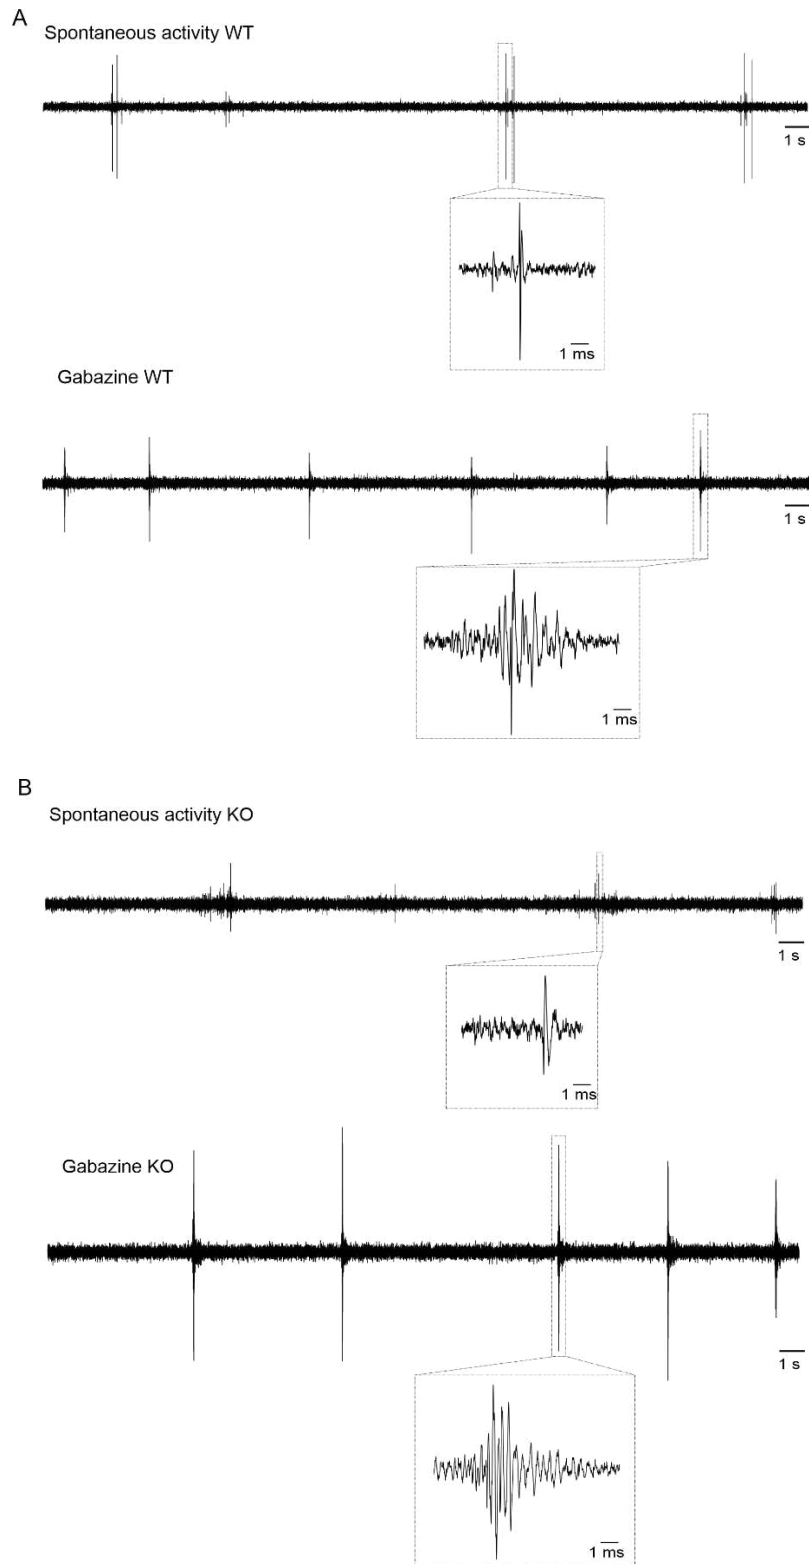 A
Spontaneous activity WT
1 s
1 ms
Gabazine WT
1 s
1 ms
B
Spontaneous activity KO
1 s
1 ms
Gabazine KO
1 s
1 ms